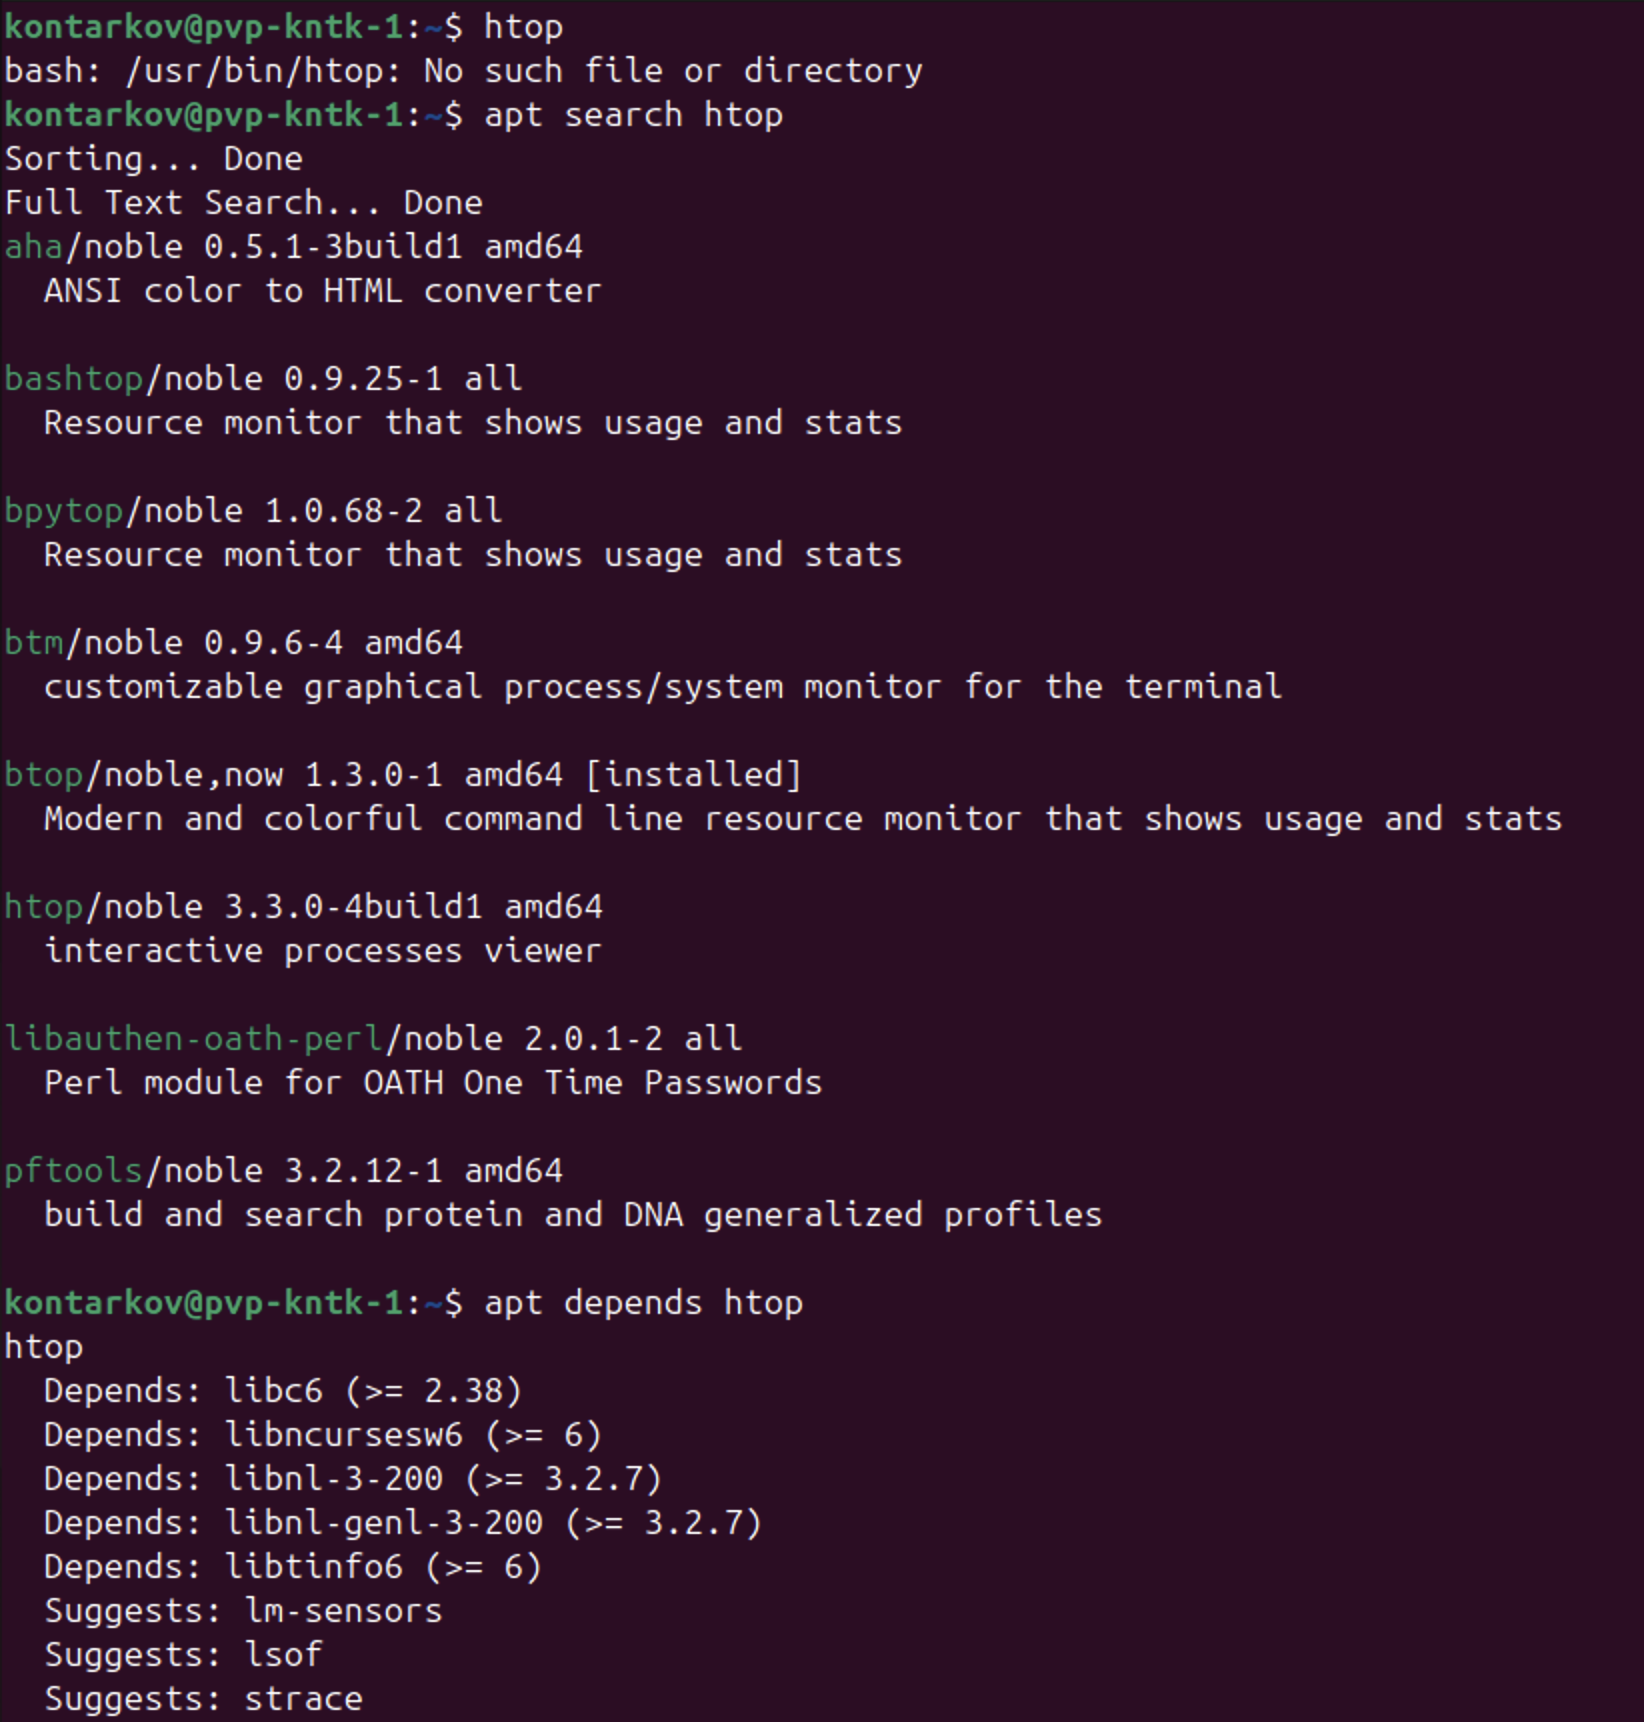 kontarkov@pvp-kntk-1:~$ htop
bash: /usr/bin/htop: No such file or directory
kontarkov@pvp-kntk-1:~$ apt search htop
Sorting... Done
Full Text Search... Done
aha/noble 0.5.1-3build1 amd64
  ANSI color to HTML converter

bashtop/noble 0.9.25-1 all
  Resource monitor that shows usage and stats

bpytop/noble 1.0.68-2 all
  Resource monitor that shows usage and stats

btm/noble 0.9.6-4 amd64
  customizable graphical process/system monitor for the terminal

btop/noble,now 1.3.0-1 amd64 [installed]
  Modern and colorful command line resource monitor that shows usage and stats

htop/noble 3.3.0-4build1 amd64
  interactive processes viewer

libauthen-oath-perl/noble 2.0.1-2 all
  Perl module for OATH One Time Passwords

pftools/noble 3.2.12-1 amd64
  build and search protein and DNA generalized profiles

kontarkov@pvp-kntk-1:~$ apt depends htop
htop
  Depends: libc6 (>= 2.38)
  Depends: libncursesw6 (>= 6)
  Depends: libnl-3-200 (>= 3.2.7)
  Depends: libnl-genl-3-200 (>= 3.2.7)
  Depends: libtinfo6 (>= 6)
  Suggests: lm-sensors
  Suggests: lsof
  Suggests: strace